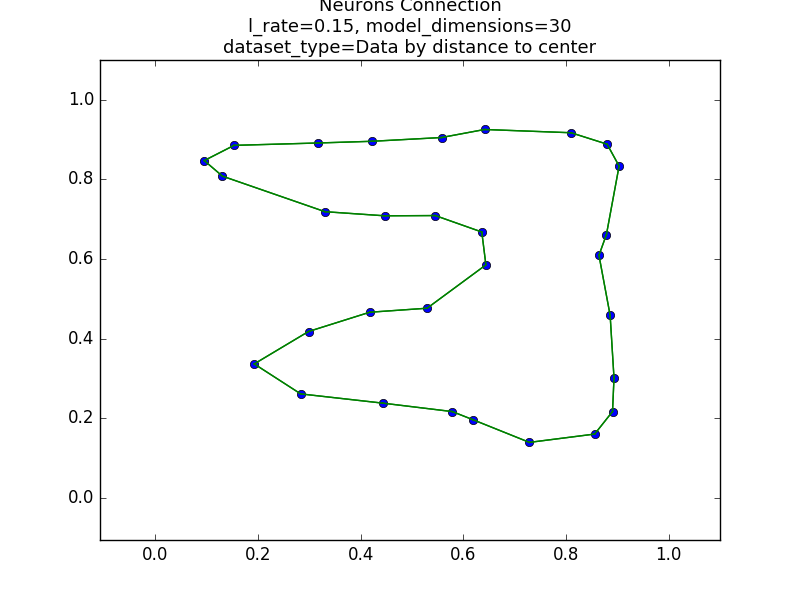 Neurons Connection
l_rate=0.15, model_dimensions=30
dataset_type=Data by distance to center
1.0
0.8
0.6
0.4
0.2
0.0
0.0 0.2 0.4 0.6 0.8 1.0